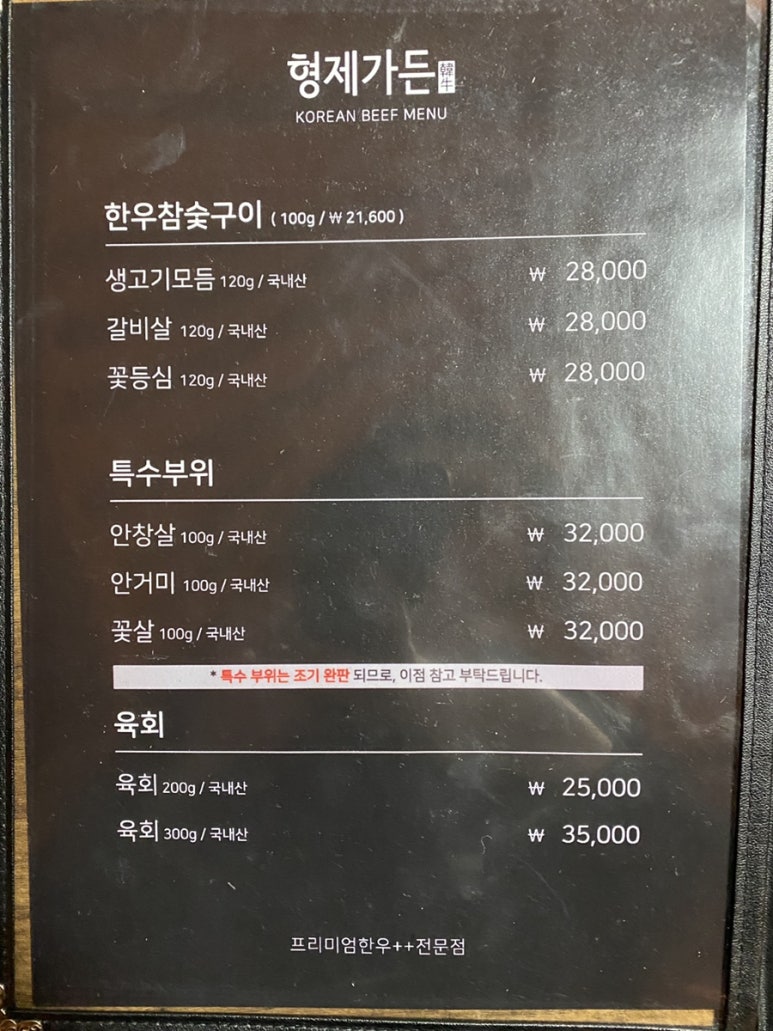 형제가든 韓牛
KOREAN BEEF MENU
한우참숯구이 ( 100g / ₩ 21,600 )
생고기모듬 120g / 국내산 ₩ 28,000
갈비살 120g / 국내산 ₩ 28,000
꽃등심 120g / 국내산 ₩ 28,000
특수부위
안창살 100g / 국내산 ₩ 32,000
안거미 100g / 국내산 ₩ 32,000
꽃살 100g / 국내산 ₩ 32,000
* 특수 부위는 조기 완판 되므로, 이점 참고 부탁드립니다.
육회
육회 200g / 국내산 ₩ 25,000
육회 300g / 국내산 ₩ 35,000
프리미엄한우++전문점